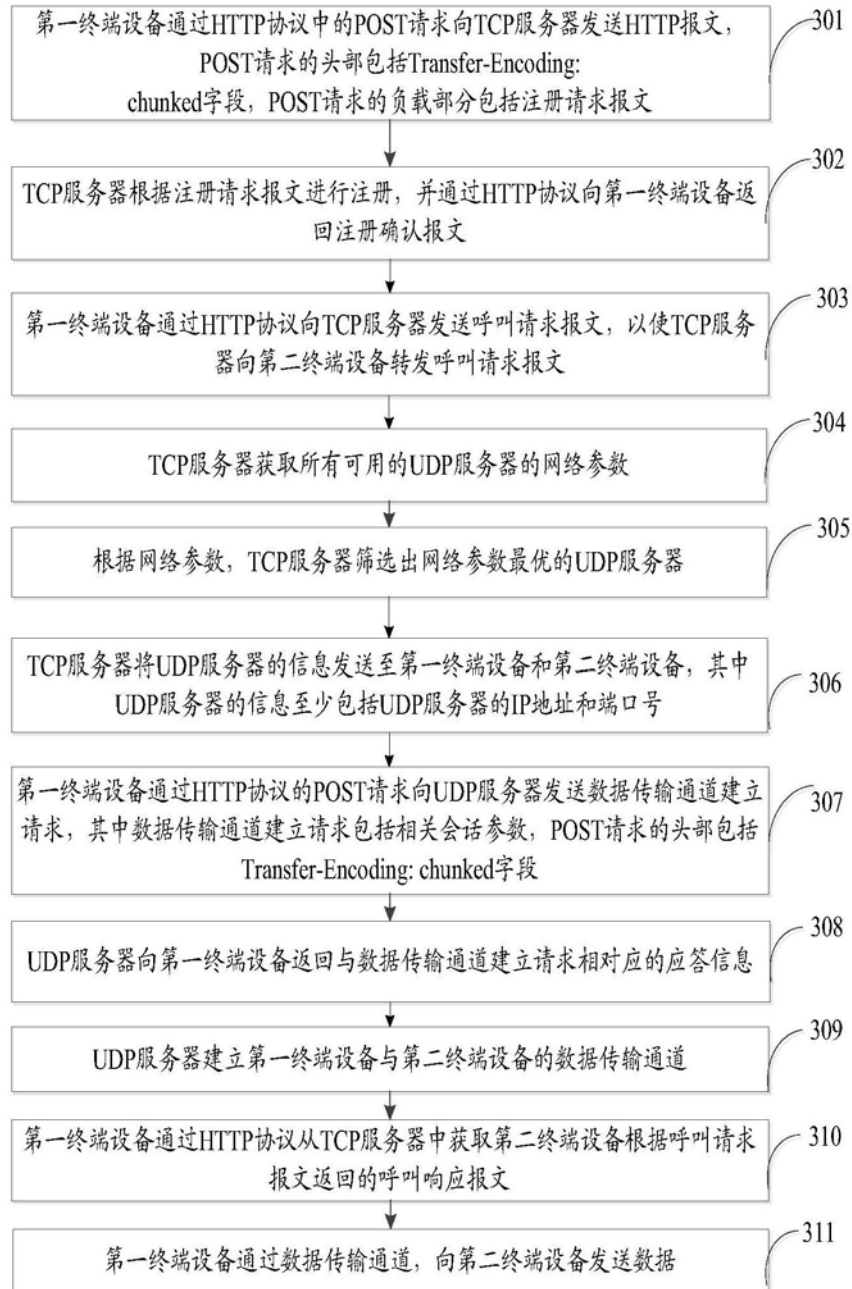 第一终端设备通过HTTP协议中的POST请求向TCP服务器发送HTTP报文，
POST请求的头部包括Transfer-Encoding:
chunked字段，POST请求的负载部分包括注册请求报文
301
TCP服务器根据注册请求报文进行注册，并通过HTTP协议向第一终端设备返
回注册确认报文
302
第一终端设备通过HTTP协议向TCP服务器发送呼叫请求报文，以使TCP服务
器向第二终端设备转发呼叫请求报文
303
TCP服务器获取所有可用的UDP服务器的网络参数
304
根据网络参数，TCP服务器筛选出网络参数最优的UDP服务器
305
TCP服务器将UDP服务器的信息发送至第一终端设备和第二终端设备，其中
UDP服务器的信息至少包括UDP服务器的IP地址和端口号
306
第一终端设备通过HTTP协议的POST请求向UDP服务器发送数据传输通道建立
请求，其中数据传输通道建立请求包括相关会话参数，POST请求的头部包括
Transfer-Encoding: chunked字段
307
UDP服务器向第一终端设备返回与数据传输通道建立请求相对应的应答信息
308
UDP服务器建立第一终端设备与第二终端设备的数据传输通道
309
第一终端设备通过HTTP协议从TCP服务器中获取第二终端设备根据呼叫请求
报文返回的呼叫响应报文
310
第一终端设备通过数据传输通道，向第二终端设备发送数据
311